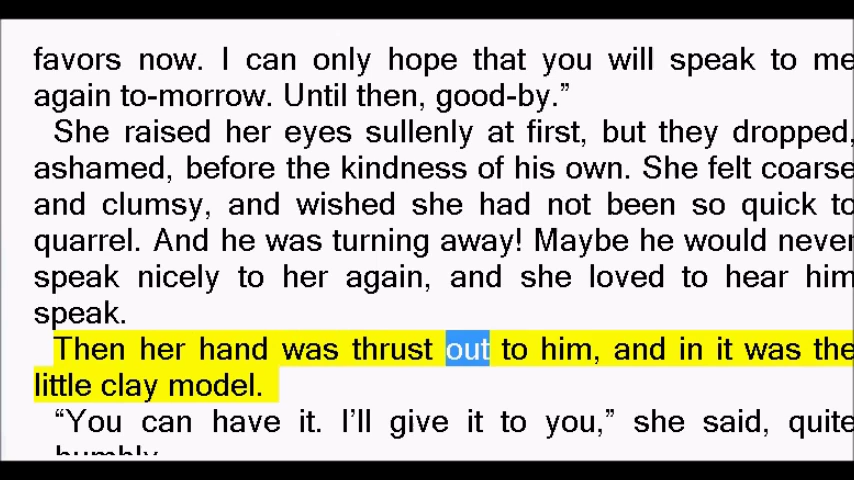 favors now. I can only hope that you will speak to me
again to-morrow. Until then, good-by.”
She raised her eyes sullenly at first, but they dropped,
ashamed, before the kindness of his own. She felt coarse
and clumsy, and wished she had not been so quick to
quarrel. And he was turning away! Maybe he would never
speak nicely to her again, and she loved to hear him
speak.
Then her hand was thrust out to him, and in it was the
little clay model.
“You can have it. I’ll give it to you,” she said, quite
humbly.